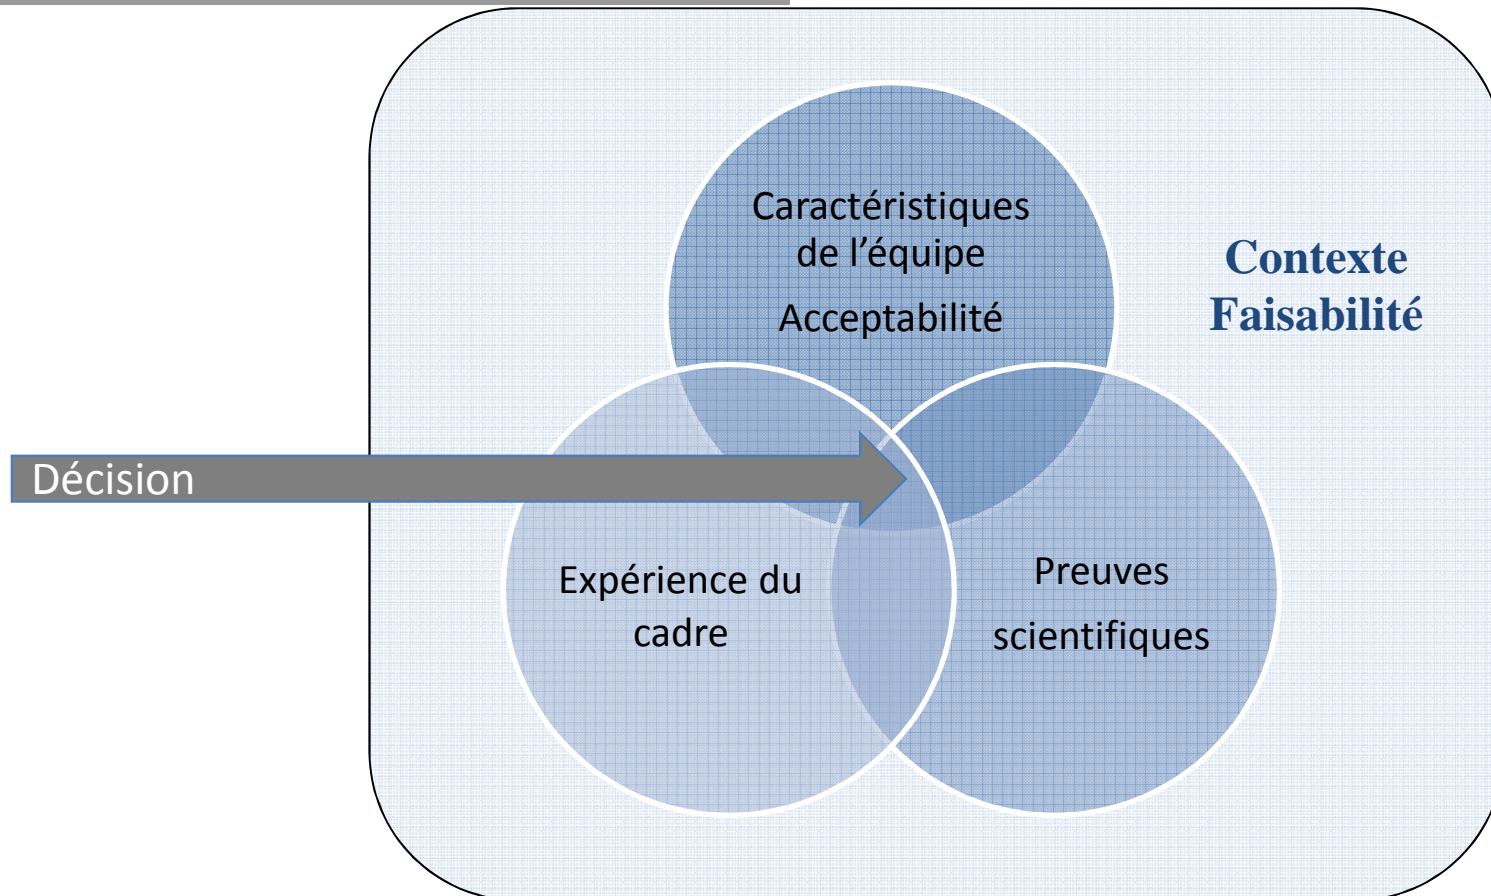 Caractéristiques
de l’équipe
Acceptabilité
Contexte
Faisabilité
Décision
Expérience du
cadre
Preuves
scientifiques